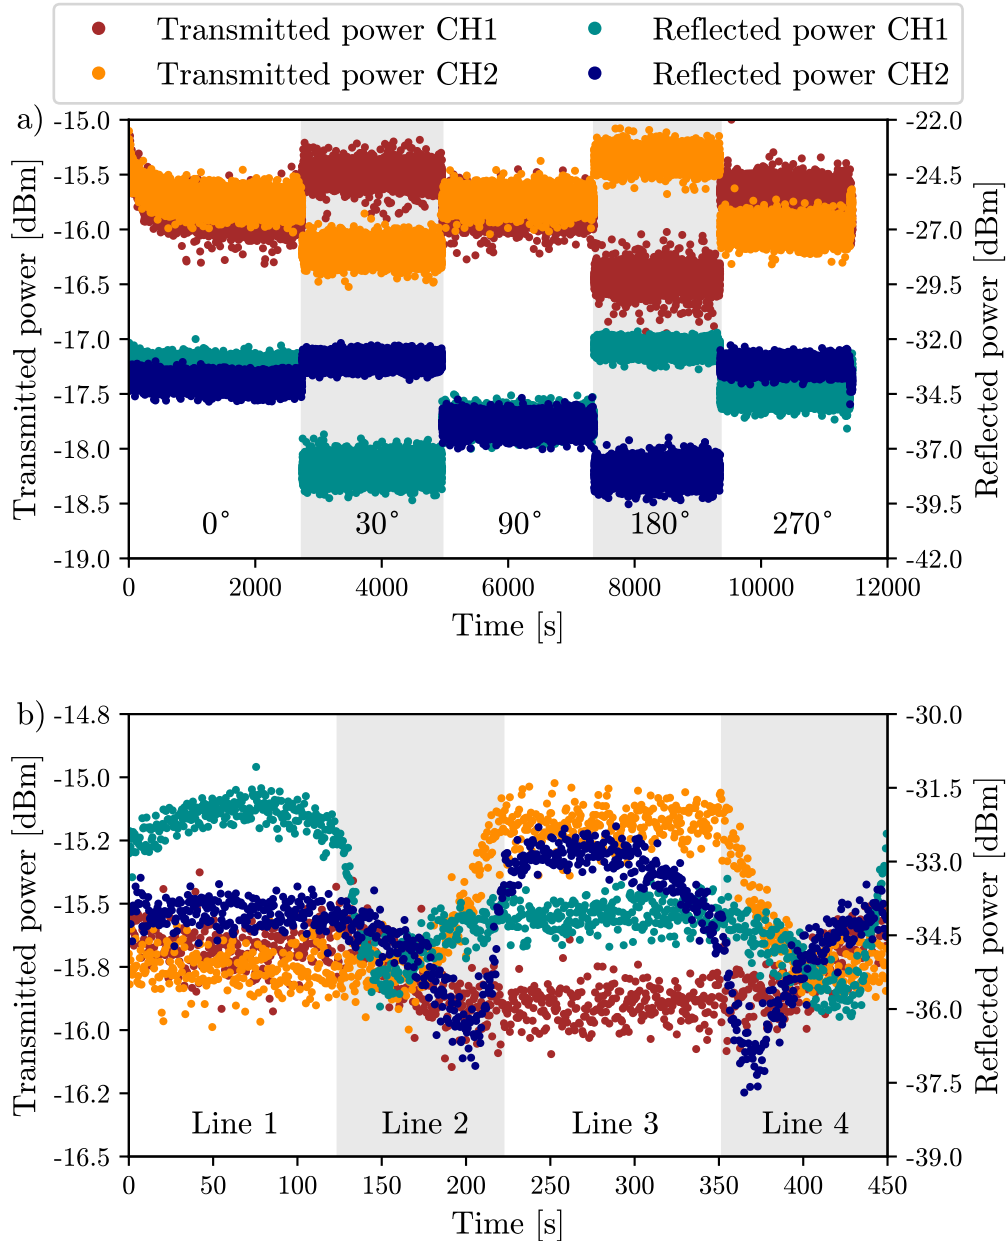 Transmitted power CH1 Reflected power CH1
Transmitted power CH2 Reflected power CH2
a)
-15.0 -22.0
-15.5 -24.5
-16.0 -27.0
-16.5 -29.5
-17.0 -32.0
-17.5 -34.5
-18.0 -37.0
-18.5 -39.5
-19.0 -42.0
Transmitted power [dBm]
Reflected power [dBm]
0° 30° 90° 180° 270°
0 2000 4000 6000 8000 10000 12000
Time [s]
b)
-14.8 -30.0
-15.0 -31.5
-15.2 -33.0
-15.5 -34.5
-15.8 -36.0
-16.0 -37.5
-16.2 -39.0
-16.5
Transmitted power [dBm]
Reflected power [dBm]
Line 1 Line 2 Line 3 Line 4
0 50 100 150 200 250 300 350 400 450
Time [s]